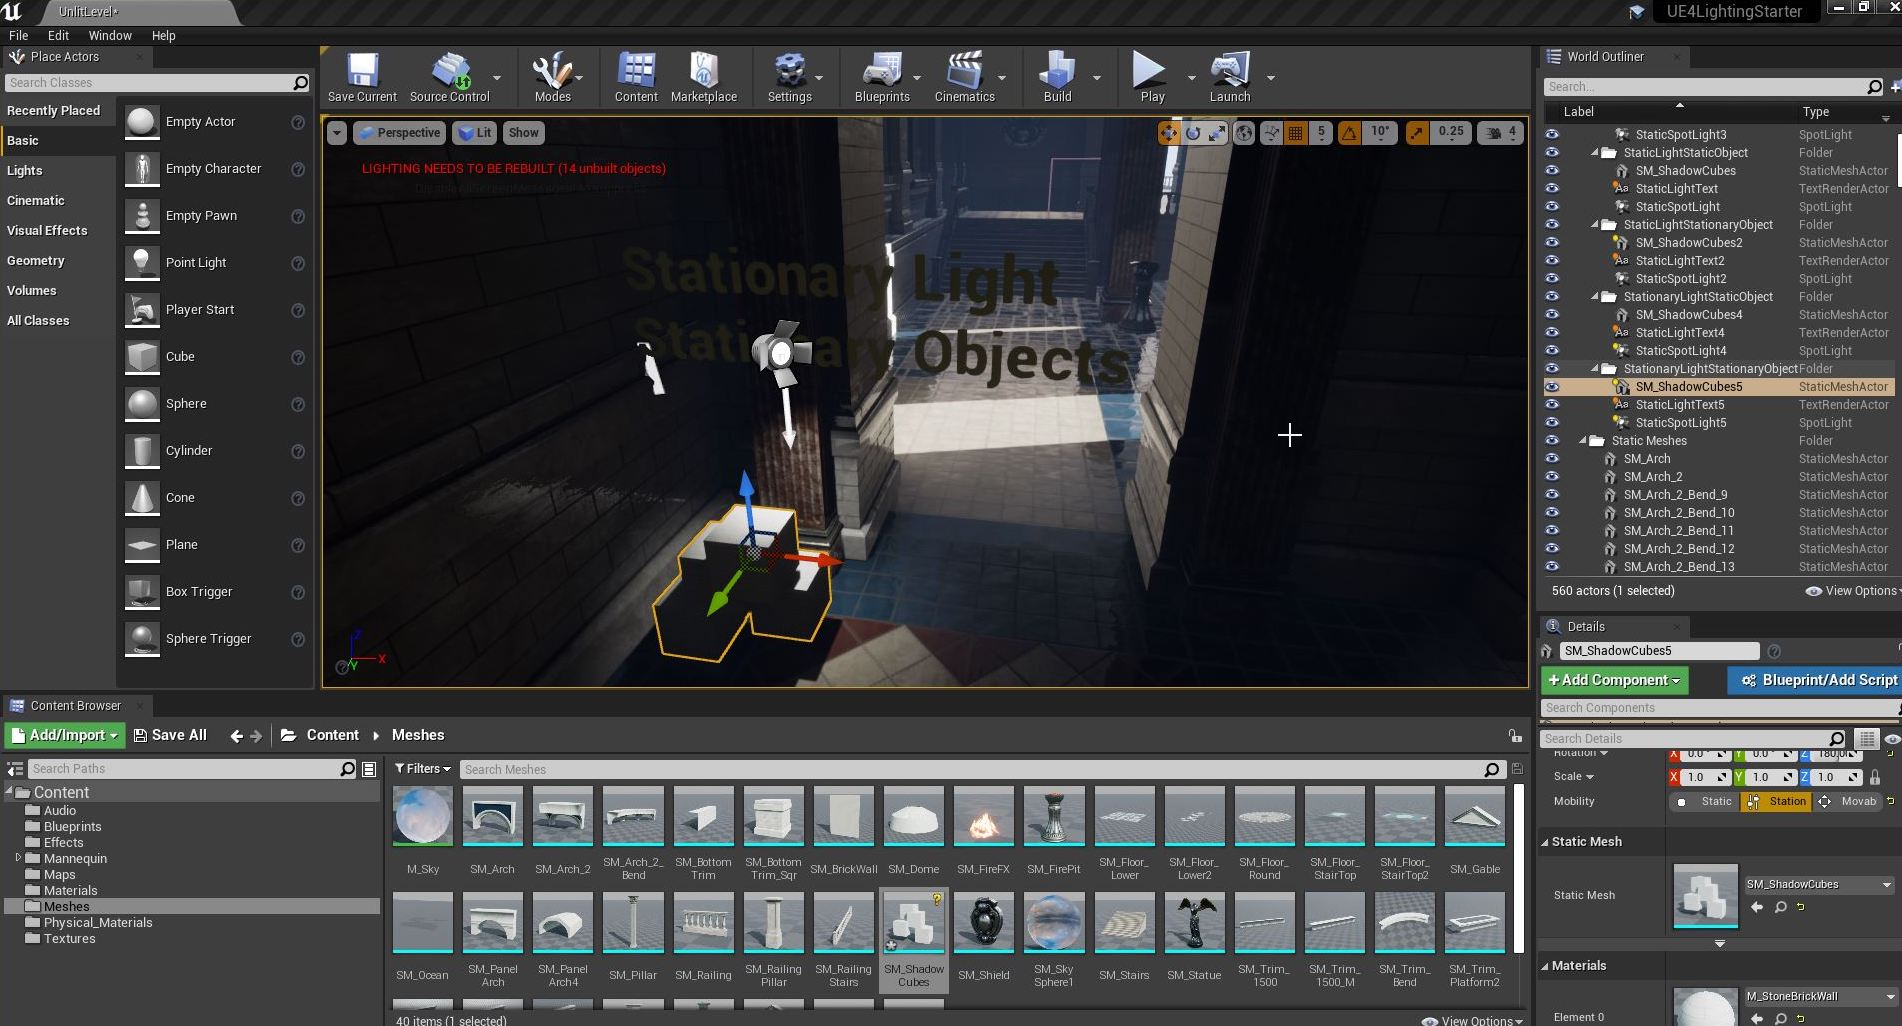 UnlitLevel*
UE4LightingStarter
File Edit Window Help
Place Actors
Search Classes
Recently Placed
Basic
Lights
Cinematic
Visual Effects
Geometry
Volumes
All Classes
Empty Actor
Empty Character
Empty Pawn
Point Light
Player Start
Cube
Sphere
Cylinder
Cone
Plane
Box Trigger
Sphere Trigger
Save Current
Source Control
Modes
Content
Marketplace
Settings
Blueprints
Cinematics
Build
Play
Launch
Perspective Lit Show
5 10° 0.25 4
LIGHTING NEEDS TO BE REBUILT (14 unbuilt objects)
Stationary Light
Stationary Objects
Z
X
Y
World Outliner
Search...
Label Type
StaticSpotLight3 SpotLight
StaticLightStaticObject Folder
SM_ShadowCubes StaticMeshActor
StaticLightText TextRenderActor
StaticSpotLight SpotLight
StaticLightStationaryObject Folder
SM_ShadowCubes2 StaticMeshActor
StaticLightText2 TextRenderActor
StaticSpotLight2 SpotLight
StationaryLightStaticObject Folder
SM_ShadowCubes4 StaticMeshActor
StaticLightText4 TextRenderActor
StaticSpotLight4 SpotLight
StationaryLightStationaryObject Folder
SM_ShadowCubes5 StaticMeshActor
StaticLightText5 TextRenderActor
StaticSpotLight5 SpotLight
Static Meshes Folder
SM_Arch StaticMeshActor
SM_Arch_2 StaticMeshActor
SM_Arch_2_Bend_9 StaticMeshActor
SM_Arch_2_Bend_10 StaticMeshActor
SM_Arch_2_Bend_11 StaticMeshActor
SM_Arch_2_Bend_12 StaticMeshActor
SM_Arch_2_Bend_13 StaticMeshActor
560 actors (1 selected) View Options
Details
SM_ShadowCubes5
+Add Component Blueprint/Add Script
Search Components
Search Details
Rotation X 0.0° Y 0.0° Z 180.0
Scale X 1.0 Y 1.0 Z 1.0
Mobility Static Station Movab
Static Mesh
Static Mesh SM_ShadowCubes
Materials
Element 0 M_StoneBrickWall
Content Browser
Add/Import Save All Content Meshes
Search Paths
Filters Search Meshes
Content
Audio
Blueprints
Effects
Mannequin
Maps
Materials
Meshes
Physical_Materials
Textures
M_Sky
SM_Arch
SM_Arch_2
SM_Arch_2_
Bend
SM_Bottom
Trim
SM_Bottom
Trim_Sqr
SM_BrickWall
SM_Dome
SM_FireFX
SM_FirePit
SM_Floor_
Lower
SM_Floor_
Lower2
SM_Floor_
Round
SM_Floor_
StairTop
SM_Floor_
StairTop2
SM_Gable
SM_Ocean
SM_Panel
Arch
SM_Panel
Arch4
SM_Pillar
SM_Railing
SM_Railing
Pillar
SM_Railing
Stairs
SM_Shadow
Cubes
SM_Shield
SM_Sky
Sphere1
SM_Stairs
SM_Statue
SM_Trim_
1500
SM_Trim_
1500_M
SM_Trim_
Bend
SM_Trim_
Platform2
40 items (1 selected) View Options